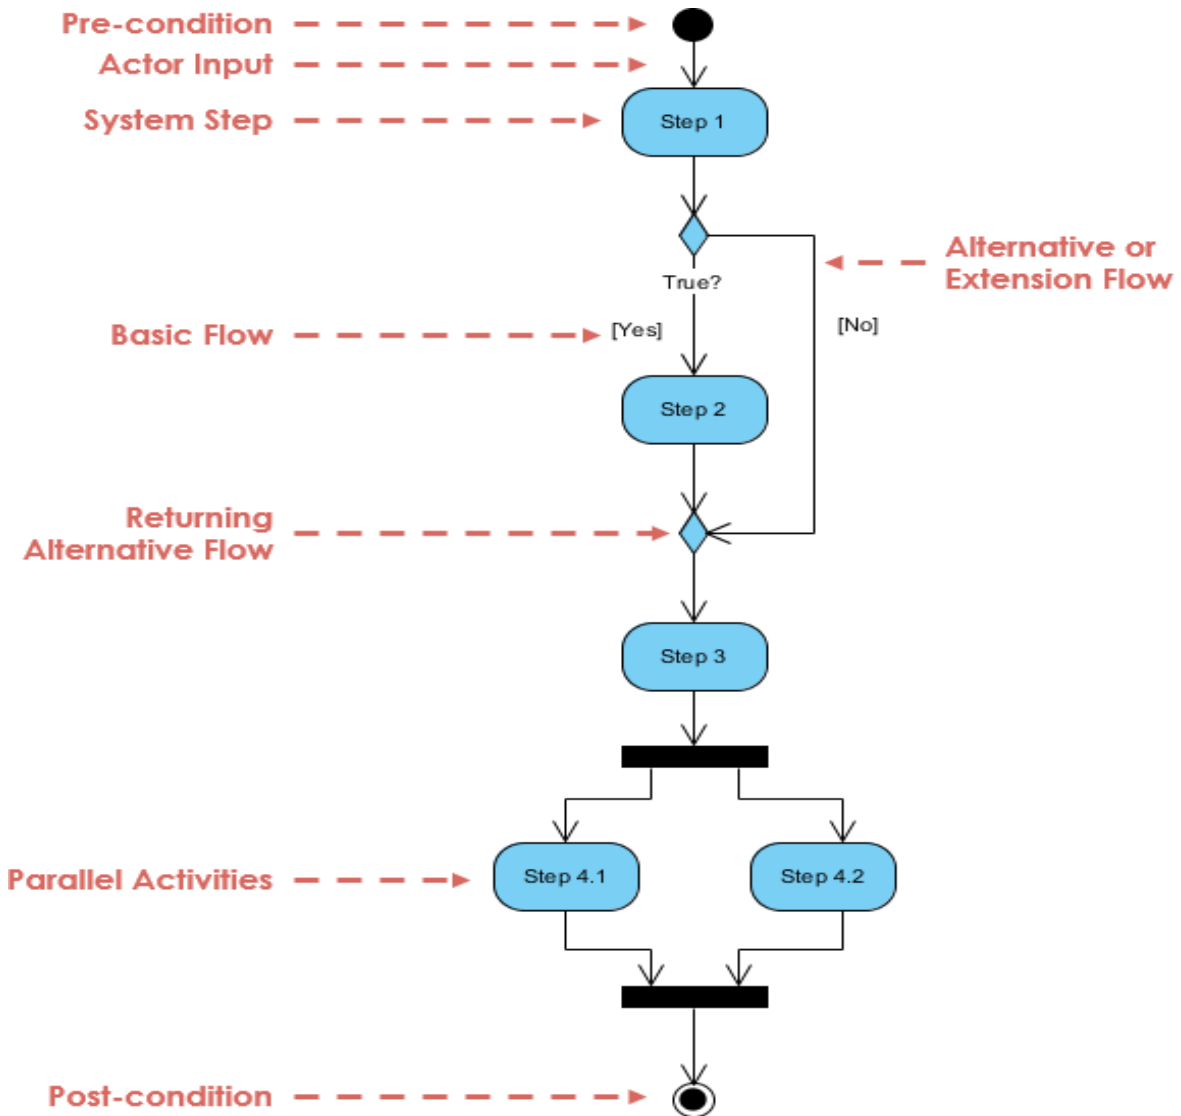 Pre-condition
Actor Input
System Step
Step 1
Alternative or
Extension Flow
True?
Basic Flow
[Yes]
[No]
Step 2
Returning
Alternative Flow
Step 3
Parallel Activities
Step 4.1
Step 4.2
Post-condition